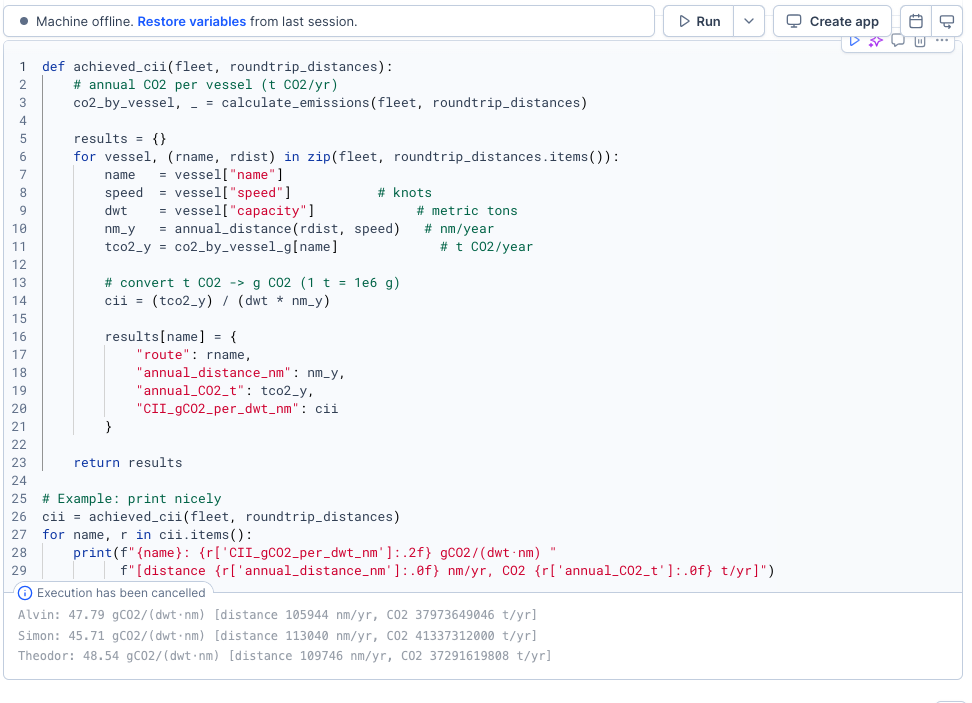 Machine offline. Restore variables from last session.
Run
Create app
1 def achieved_cii(fleet, roundtrip_distances):
2     # annual CO2 per vessel (t CO2/yr)
3     co2_by_vessel, _ = calculate_emissions(fleet, roundtrip_distances)
4
5     results = {}
6     for vessel, (rname, rdist) in zip(fleet, roundtrip_distances.items()):
7         name   = vessel["name"]
8         speed  = vessel["speed"]           # knots
9         dwt    = vessel["capacity"]             # metric tons
10         nm_y   = annual_distance(rdist, speed)   # nm/year
11         tco2_y = co2_by_vessel_g[name]             # t CO2/year
12
13         # convert t CO2 -> g CO2 (1 t = 1e6 g)
14         cii = (tco2_y) / (dwt * nm_y)
15
16         results[name] = {
17             "route": rname,
18             "annual_distance_nm": nm_y,
19             "annual_CO2_t": tco2_y,
20             "CII_gCO2_per_dwt_nm": cii
21         }
22
23     return results
24
25 # Example: print nicely
26 cii = achieved_cii(fleet, roundtrip_distances)
27 for name, r in cii.items():
28     print(f"{name}: {r['CII_gCO2_per_dwt_nm']:.2f} gCO2/(dwt·nm) "
29           f"[distance {r['annual_distance_nm']:.0f} nm/yr, CO2 {r['annual_CO2_t']:.0f} t/yr]")
Execution has been cancelled
Alvin: 47.79 gCO2/(dwt·nm) [distance 105944 nm/yr, CO2 37973649046 t/yr]
Simon: 45.71 gCO2/(dwt·nm) [distance 113040 nm/yr, CO2 41337312000 t/yr]
Theodor: 48.54 gCO2/(dwt·nm) [distance 109746 nm/yr, CO2 37291619808 t/yr]